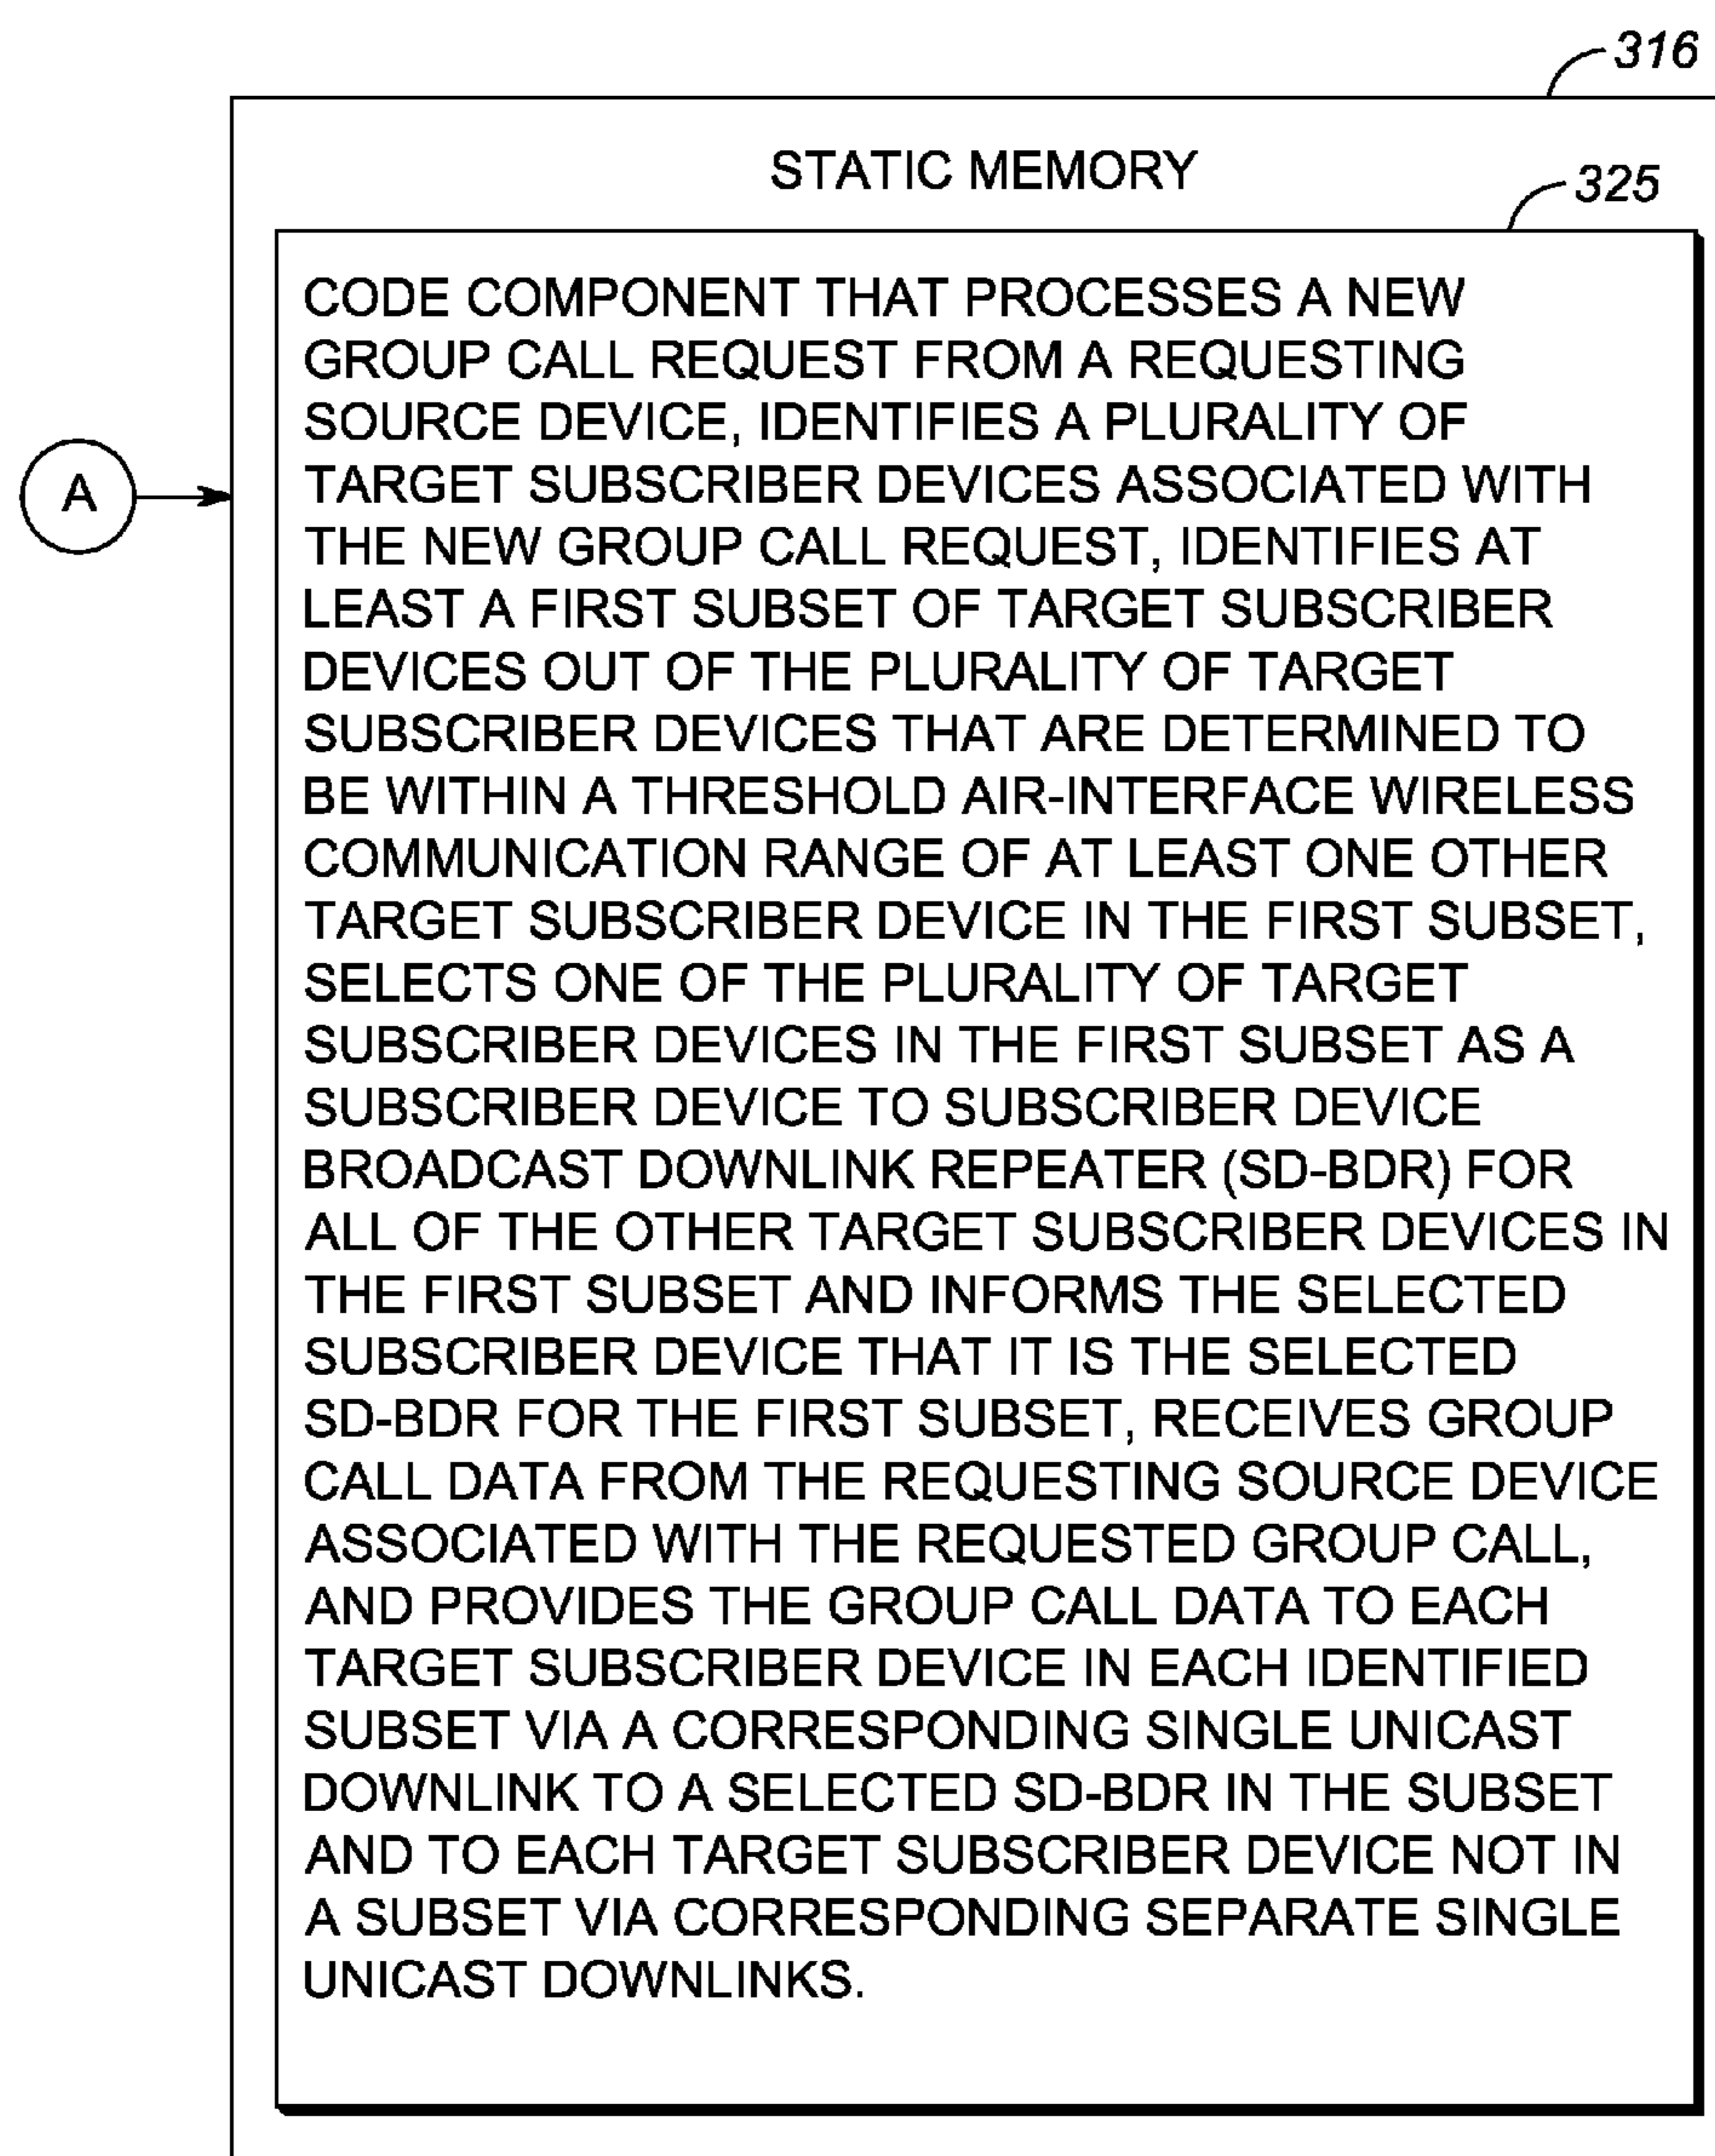 316
STATIC MEMORY
325
CODE COMPONENT THAT PROCESSES A NEW
GROUP CALL REQUEST FROM A REQUESTING
SOURCE DEVICE, IDENTIFIES A PLURALITY OF
TARGET SUBSCRIBER DEVICES ASSOCIATED WITH
THE NEW GROUP CALL REQUEST, IDENTIFIES AT
LEAST A FIRST SUBSET OF TARGET SUBSCRIBER
DEVICES OUT OF THE PLURALITY OF TARGET
SUBSCRIBER DEVICES THAT ARE DETERMINED TO
BE WITHIN A THRESHOLD AIR-INTERFACE WIRELESS
COMMUNICATION RANGE OF AT LEAST ONE OTHER
TARGET SUBSCRIBER DEVICE IN THE FIRST SUBSET,
SELECTS ONE OF THE PLURALITY OF TARGET
SUBSCRIBER DEVICES IN THE FIRST SUBSET AS A
SUBSCRIBER DEVICE TO SUBSCRIBER DEVICE
BROADCAST DOWNLINK REPEATER (SD-BDR) FOR
ALL OF THE OTHER TARGET SUBSCRIBER DEVICES IN
THE FIRST SUBSET AND INFORMS THE SELECTED
SUBSCRIBER DEVICE THAT IT IS THE SELECTED
SD-BDR FOR THE FIRST SUBSET, RECEIVES GROUP
CALL DATA FROM THE REQUESTING SOURCE DEVICE
ASSOCIATED WITH THE REQUESTED GROUP CALL,
AND PROVIDES THE GROUP CALL DATA TO EACH
TARGET SUBSCRIBER DEVICE IN EACH IDENTIFIED
SUBSET VIA A CORRESPONDING SINGLE UNICAST
DOWNLINK TO A SELECTED SD-BDR IN THE SUBSET
AND TO EACH TARGET SUBSCRIBER DEVICE NOT IN
A SUBSET VIA CORRESPONDING SEPARATE SINGLE
UNICAST DOWNLINKS.
A